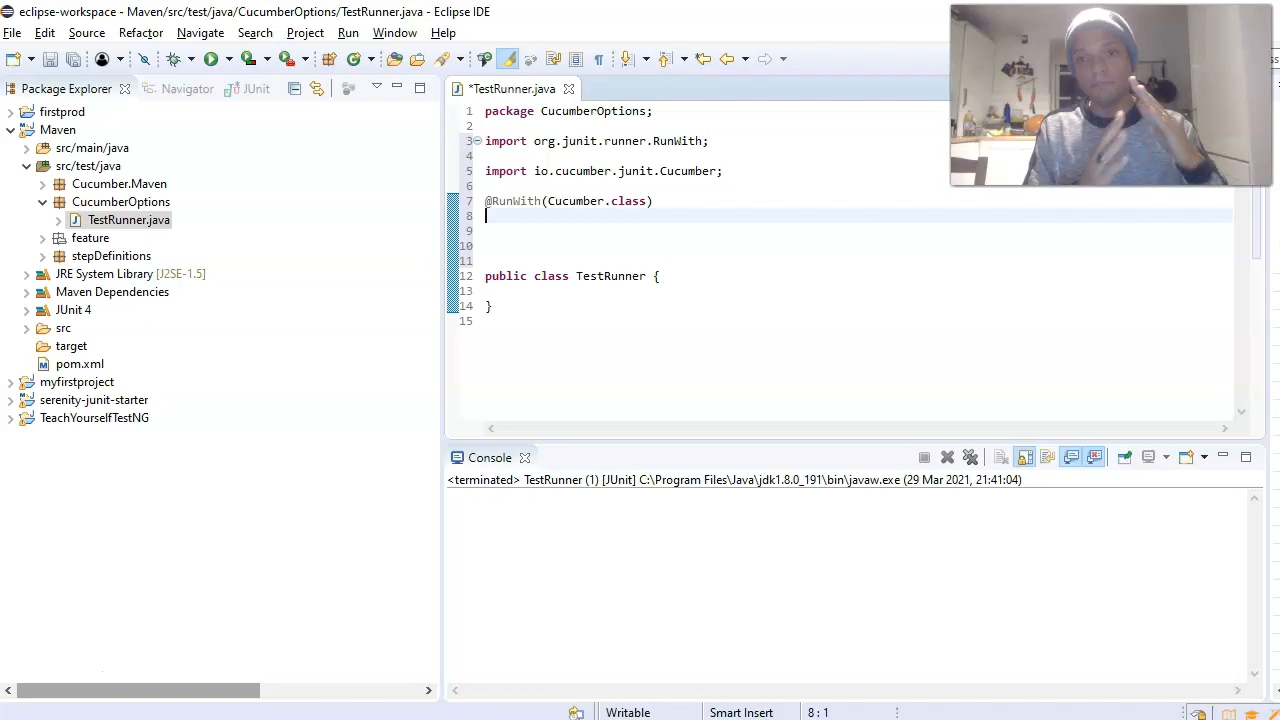 eclipse-workspace - Maven/src/test/java/CucumberOptions/TestRunner.java - Eclipse IDE
File Edit Source Refactor Navigate Search Project Run Window Help
Package Explorer Navigator JUnit
firstprod
Maven
src/main/java
src/test/java
Cucumber.Maven
CucumberOptions
TestRunner.java
feature
stepDefinitions
JRE System Library [J2SE-1.5]
Maven Dependencies
JUnit 4
src
target
pom.xml
myfirstproject
serenity-junit-starter
TeachYourselfTestNG
*TestRunner.java
1 package CucumberOptions;
2
3 import org.junit.runner.RunWith;
4
5 import io.cucumber.junit.Cucumber;
6
7 @RunWith(Cucumber.class)
8
9
10
11
12 public class TestRunner {
13
14 }
15
Console
<terminated> TestRunner (1) [JUnit] C:\Program Files\Java\jdk1.8.0_191\bin\javaw.exe (29 Mar 2021, 21:41:04)
Writable Smart Insert 8 : 1